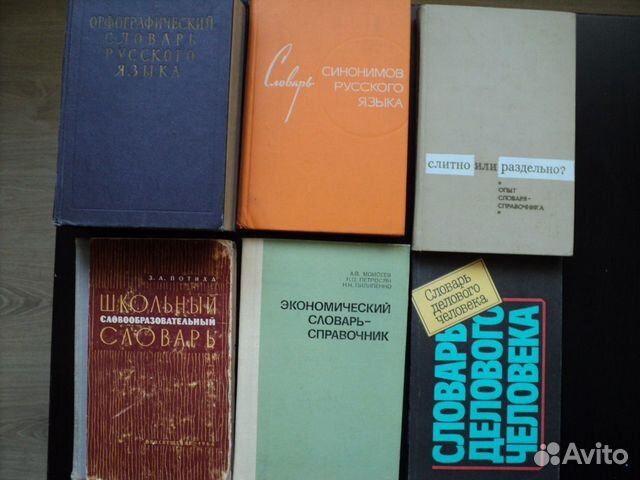 ОРФОГРАФИЧЕСКИЙ
СЛОВАРЬ
РУССКОГО
ЯЗЫКА
Словарь
СИНОНИМОВ
РУССКОГО
ЯЗЫКА
слитно или раздельно?
ОПЫТ
СЛОВАРЯ-
СПРАВОЧНИКА
З. А. ПОТИХА
ШКОЛЬНЫЙ
СЛОВООБРАЗОВАТЕЛЬНЫЙ
СЛОВАРЬ
Н.Н. ПИЛИПЕНКО
ЭКОНОМИЧЕСКИЙ
СЛОВАРЬ-
СПРАВОЧНИК
Словарь
делового
человека
СЛОВАРЬ
ДЕЛОВОГО
ЧЕЛОВЕКА
Avito